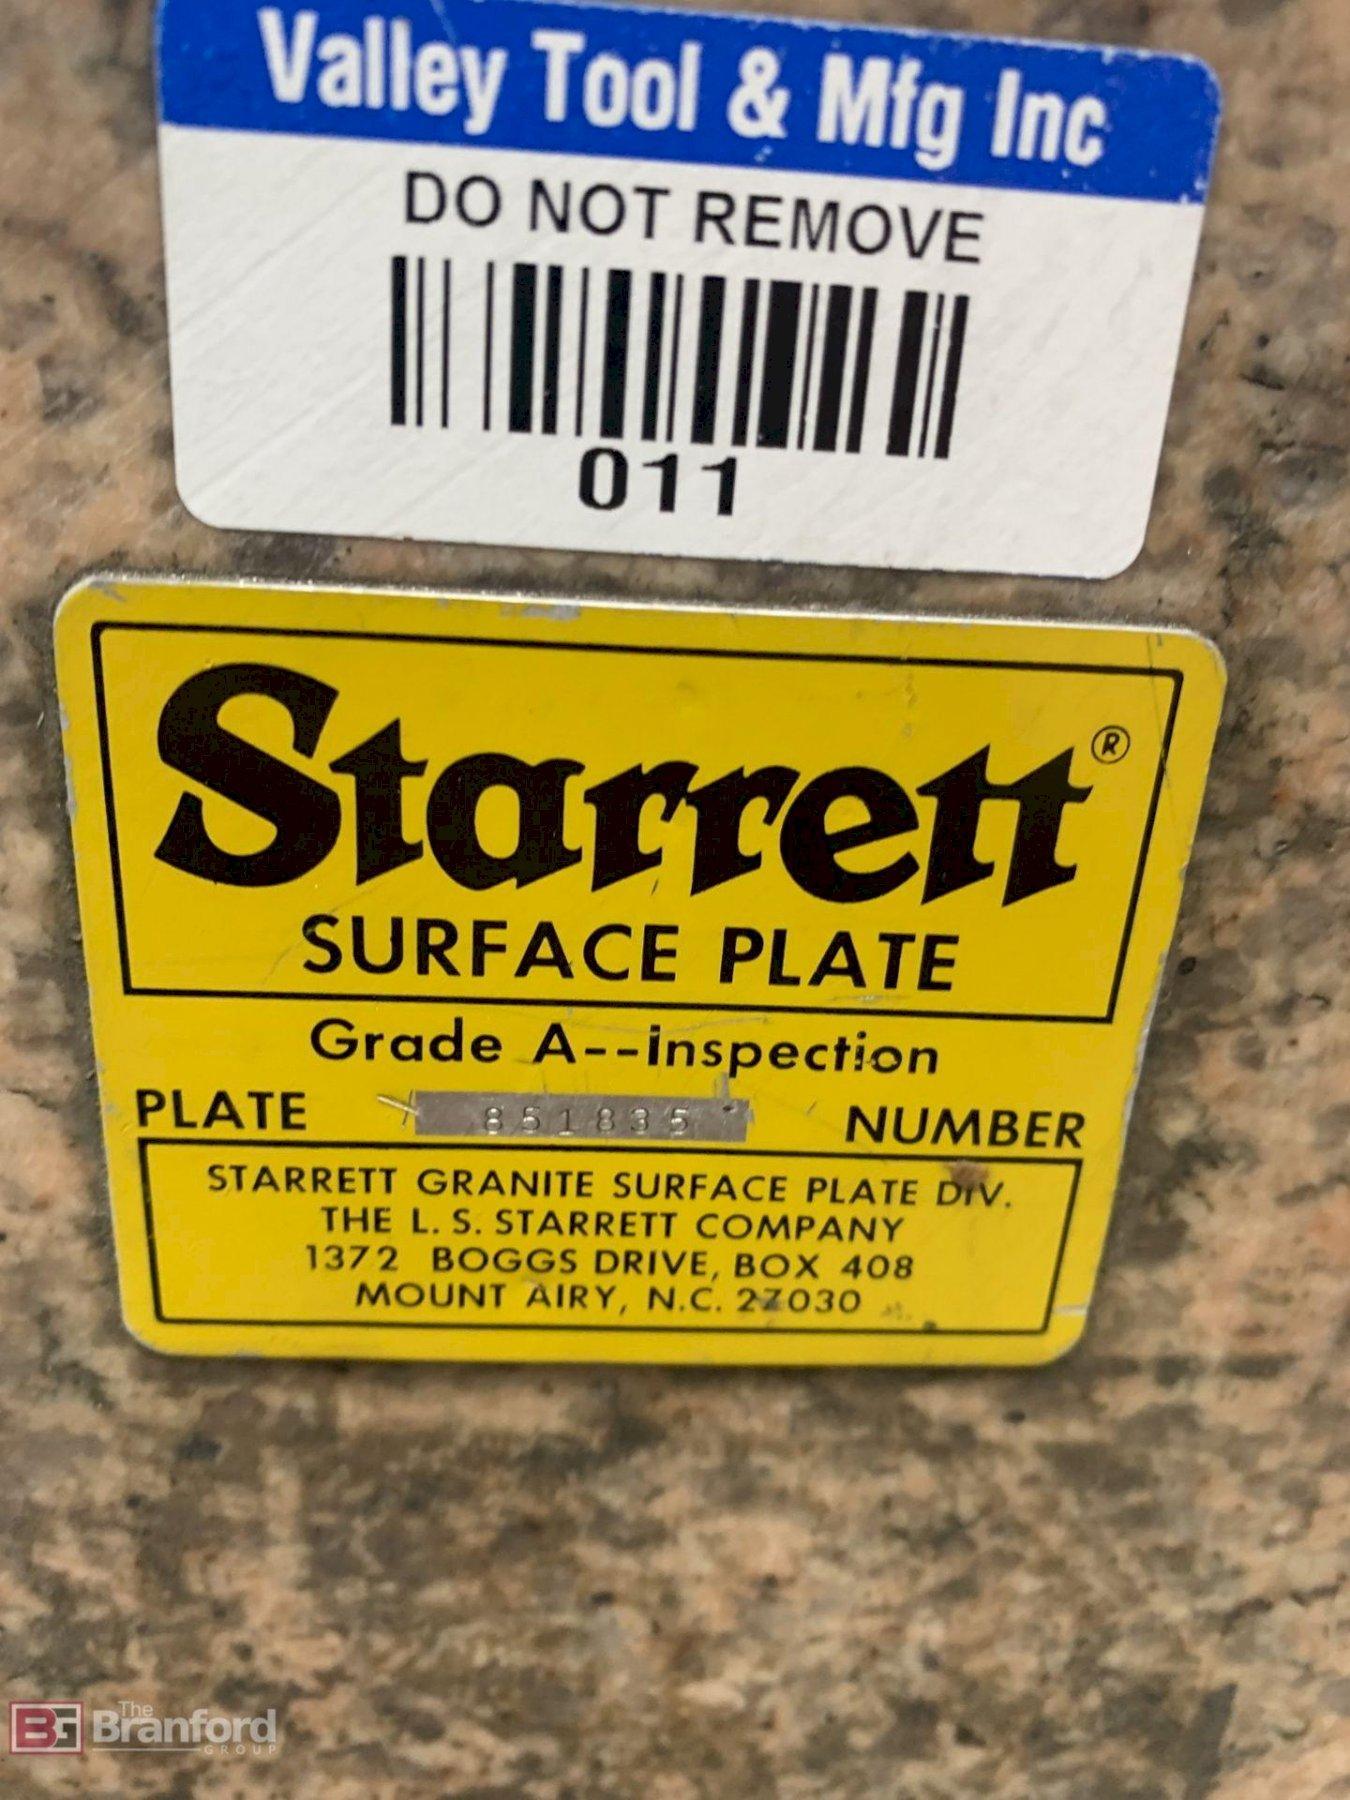 Valley Tool & Mfg Inc
DO NOT REMOVE
011
Starrett®
SURFACE PLATE
Grade A--Inspection
PLATE 851835 NUMBER
STARRETT GRANITE SURFACE PLATE DIV.
THE L. S. STARRETT COMPANY
1372 BOGGS DRIVE, BOX 408
MOUNT AIRY, N.C. 27030
BG The Branford GROUP